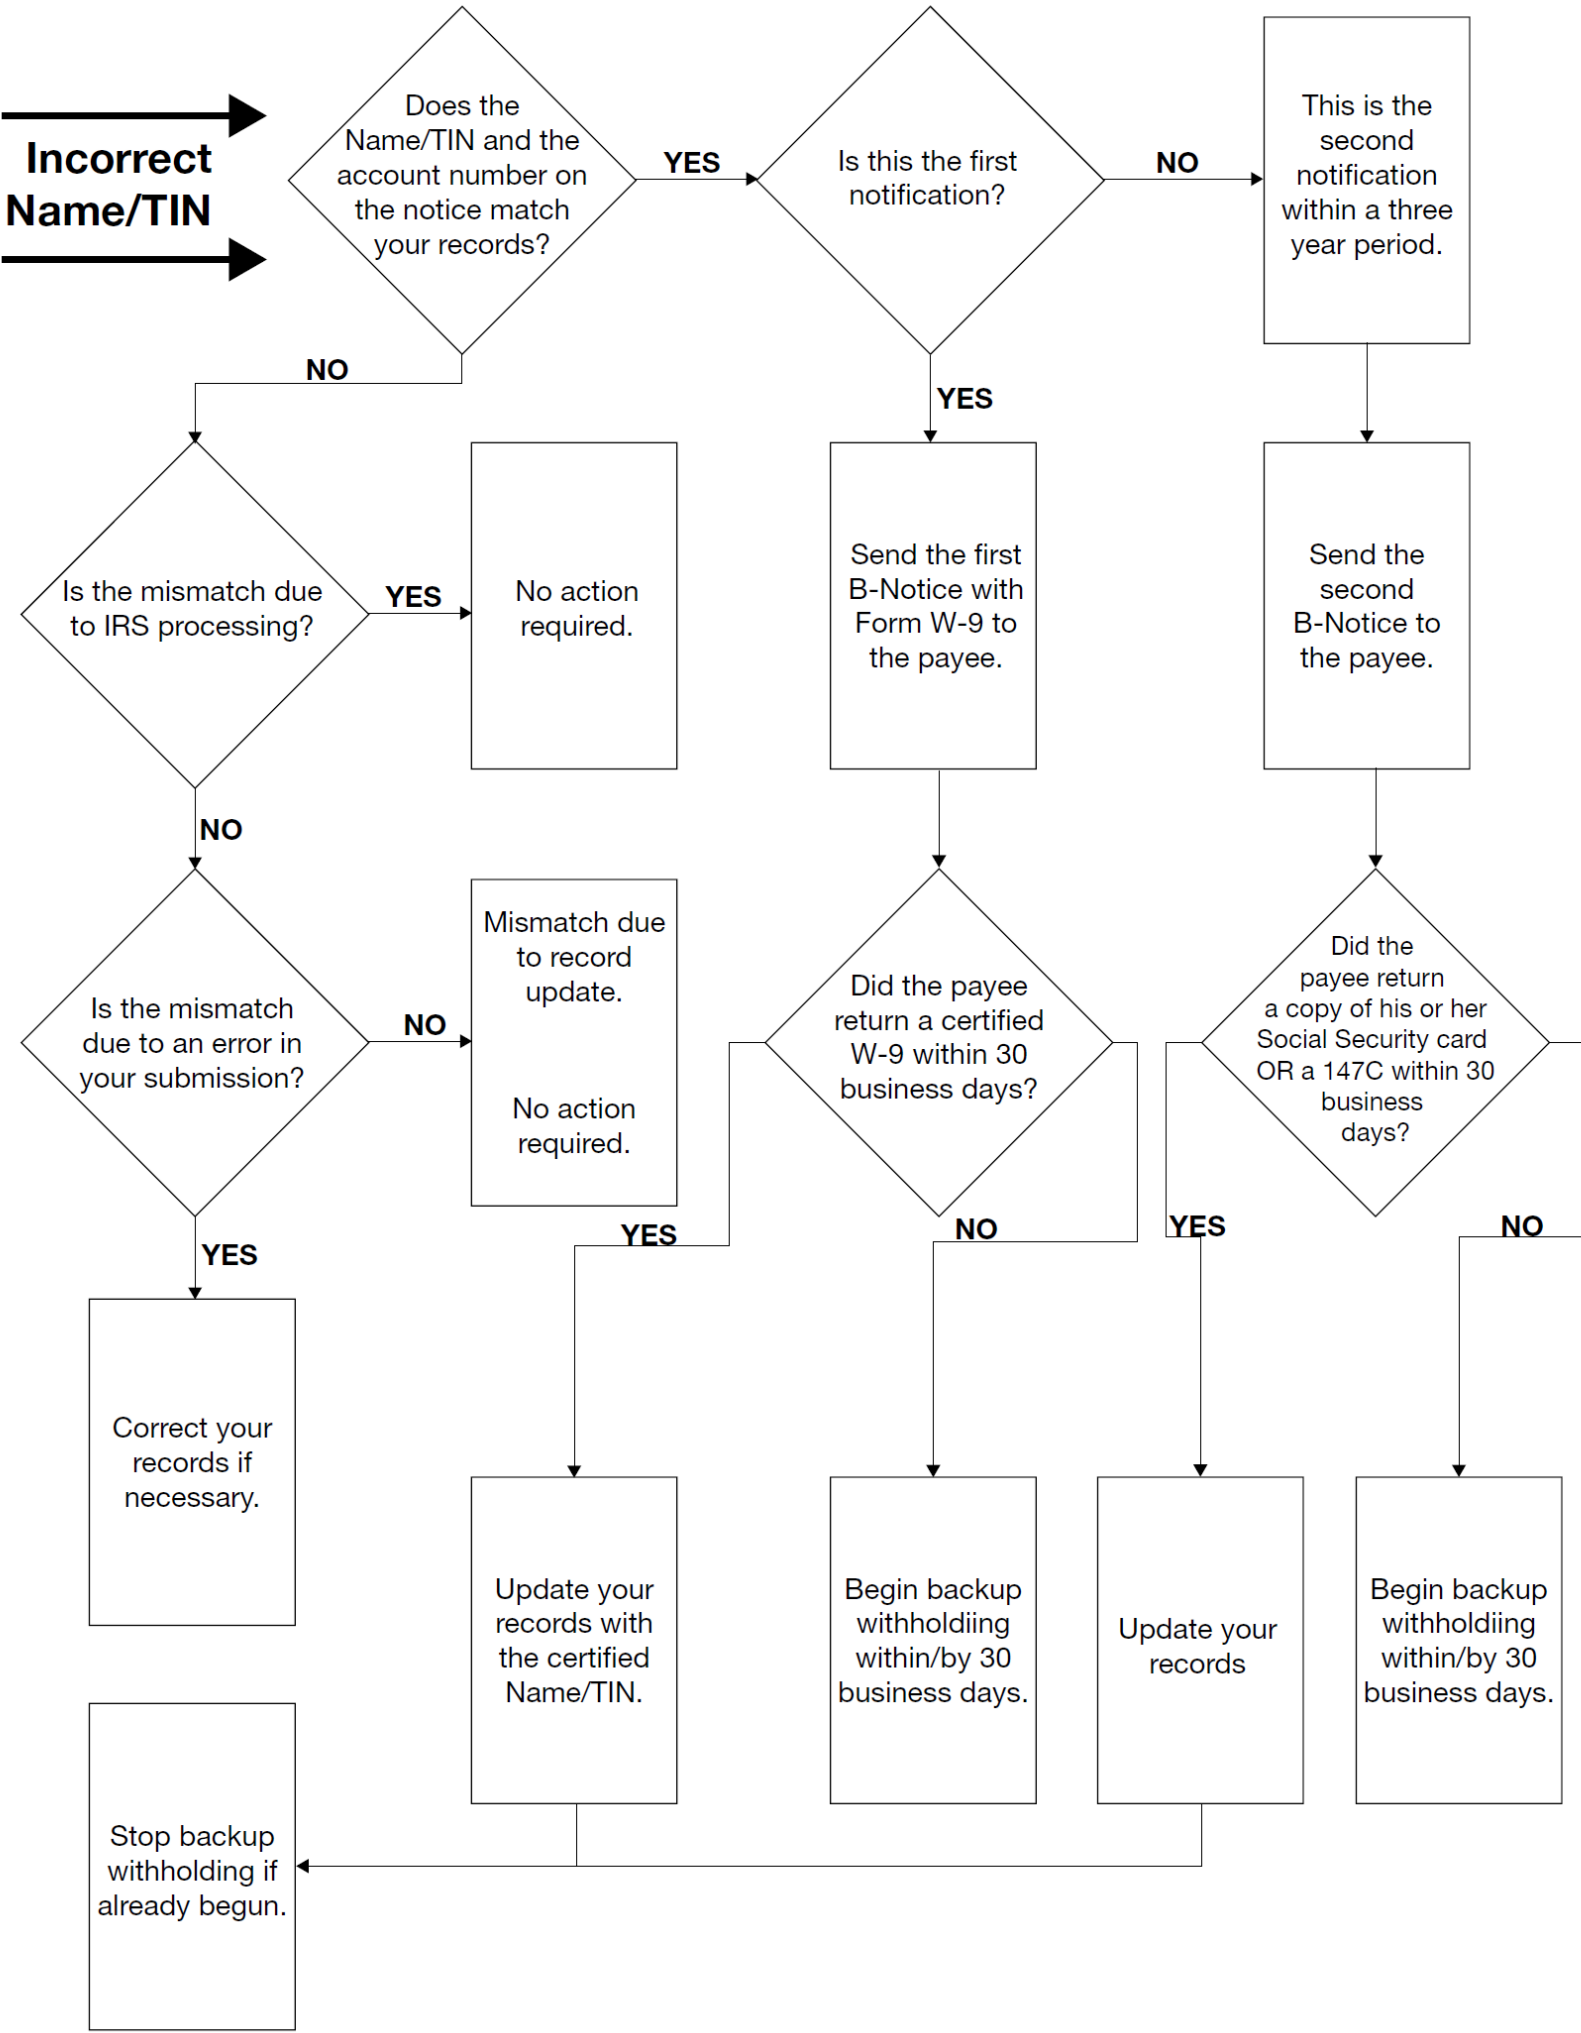 Incorrect
Name/TIN
Does the
Name/TIN and the
account number on
the notice match
your records?
YES
Is this the first
notification?
NO
This is the
second
notification
within a three
year period.
NO
YES
Is the mismatch due
to IRS processing?
YES
No action
required.
Send the first
B-Notice with
Form W-9 to
the payee.
Send the
second
B-Notice to
the payee.
NO
Is the mismatch
due to an error in
your submission?
NO
Mismatch due
to record
update.
No action
required.
Did the payee
return a certified
W-9 within 30
business days?
Did the
payee return
a copy of his or her
Social Security card
OR a 147C within 30
business
days?
YES
YES
NO
YES
NO
Correct your
records if
necessary.
Update your
records with
the certified
Name/TIN.
Begin backup
withholdiing
within/by 30
business days.
Update your
records
Begin backup
withholdiing
within/by 30
business days.
Stop backup
withholding if
already begun.